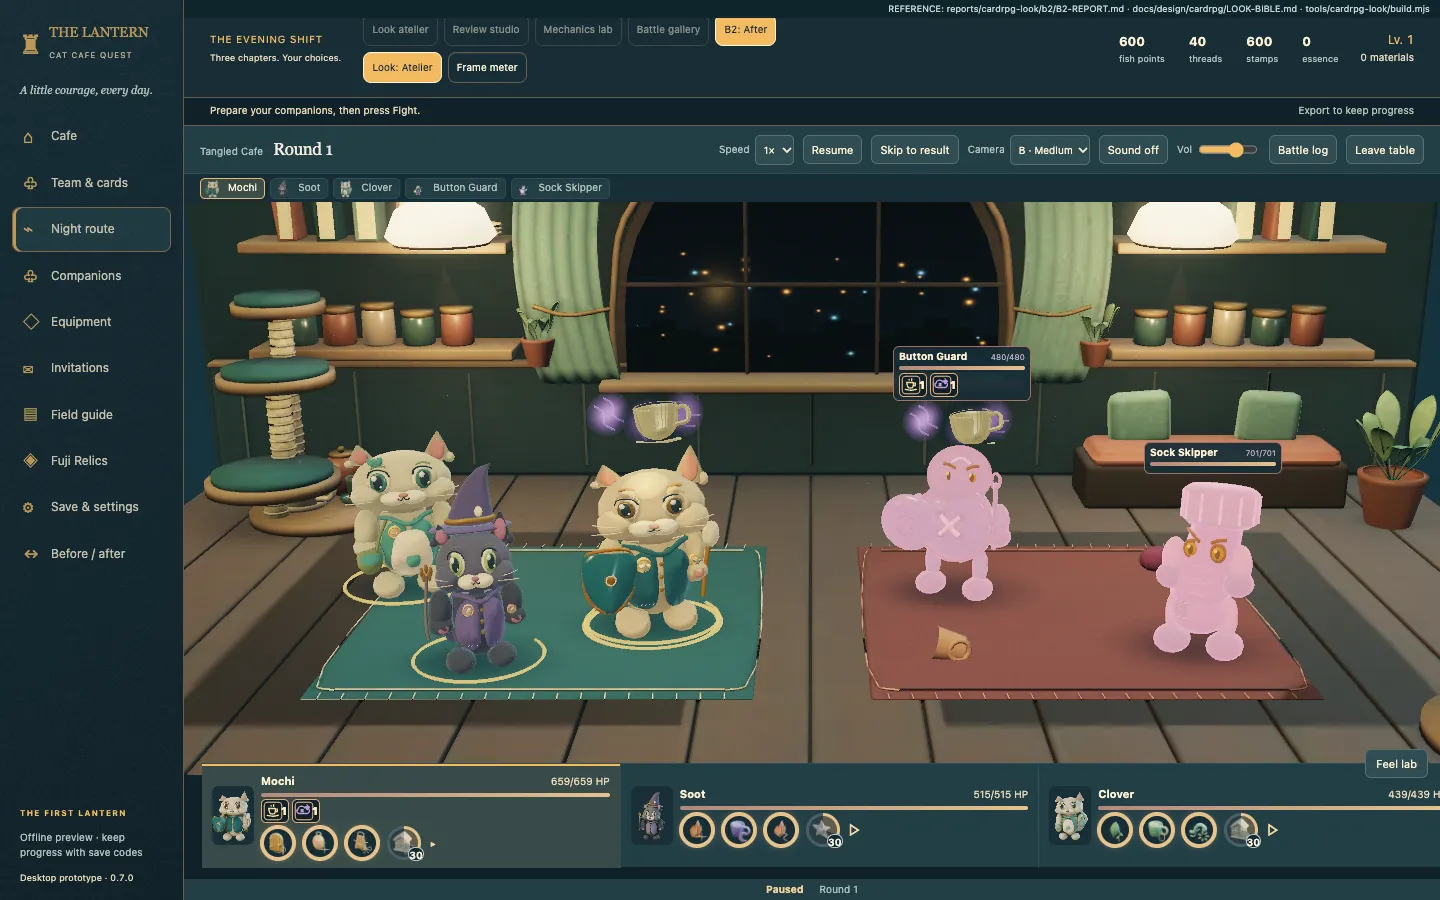 REFERENCE: reports/cardrpg-look/b2/B2-REPORT.md · docs/design/cardrpg/LOOK-BIBLE.md · tools/cardrpg-look/build.mjs
THE LANTERN
CAT CAFE QUEST
A little courage, every day.
Cafe
Team & cards
Night route
Companions
Equipment
Invitations
Field guide
Fuji Relics
Save & settings
Before / after
THE FIRST LANTERN
Offline preview · keep
progress with save codes
Desktop prototype · 0.7.0
THE EVENING SHIFT
Three chapters. Your choices.
Look atelier
Review studio
Mechanics lab
Battle gallery
B2: After
Look: Atelier
Frame meter
600
fish points
40
threads
600
stamps
0
essence
Lv. 1
0 materials
Prepare your companions, then press Fight.
Export to keep progress
Tangled Cafe
Round 1
Speed
1x
Resume
Skip to result
Camera
B · Medium
Sound off
Vol
Battle log
Leave table
Mochi
Soot
Clover
Button Guard
Sock Skipper
Button Guard
480/480
1
1
Sock Skipper
701/701
Feel lab
Mochi
659/659 HP
1
1
30
Soot
515/515 HP
30
Clover
439/439 H
30
Paused
Round 1